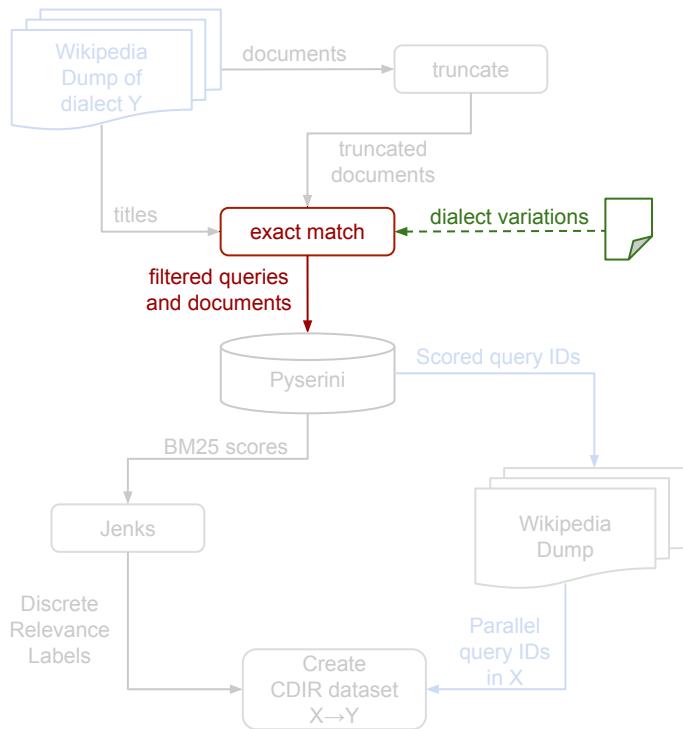 Wikipedia
Dump of
dialect Y
documents
truncate
truncated
documents
titles
exact match
dialect variations
filtered queries
and documents
Pyserini
Scored query IDs
BM25 scores
Jenks
Wikipedia
Dump
Discrete
Relevance
Labels
Parallel
query IDs
in X
Create
CDIR dataset
X→Y